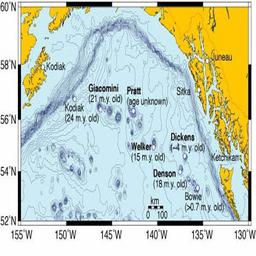 60°N
58°N
56°N
54°N
52°N
155°W
150°W
145°W
140°W
135°W
130°W
Kodiak
Juneau
Sitka
Ketchikan
Giacomini
(21 m.y. old)
Pratt
(age unknown)
Kodiak
(24 m.y. old)
Welker
(15 m.y. old)
Dickens
(~4 m.y. old)
Denson
(18 m.y. old)
Bowie
(>0.7 m.y. old)
km
0 100